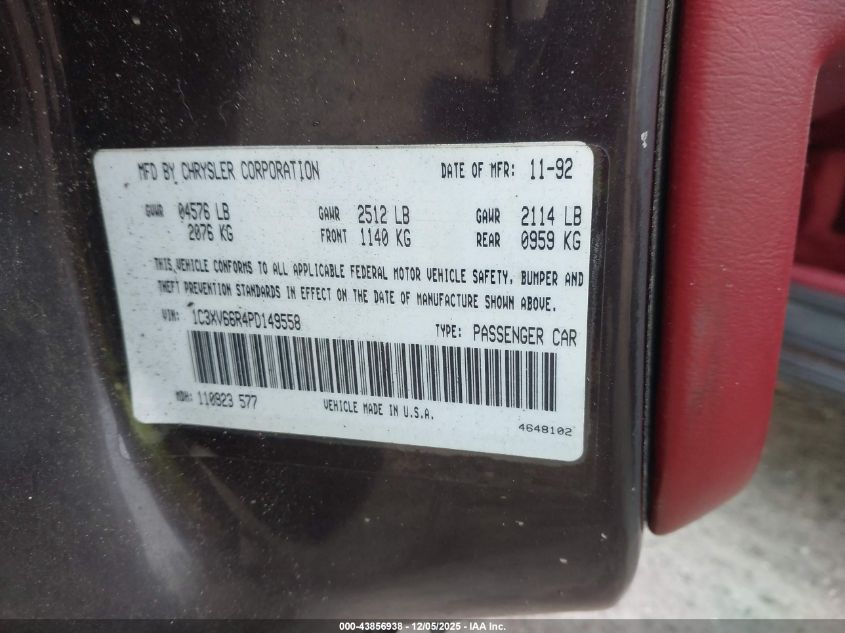 MFD BY CHRYSLER CORPORATION DATE OF MFR: 11-92
GVWR 04576 LB GAWR 2512 LB GAWR 2114 LB
2076 KG FRONT 1140 KG REAR 0959 KG
THIS VEHICLE CONFORMS TO ALL APPLICABLE FEDERAL MOTOR VEHICLE SAFETY, BUMPER AND
THEFT PREVENTION STANDARDS IN EFFECT ON THE DATE OF MANUFACTURE SHOWN ABOVE.
VIN: 1C3XV66R4PD149558 TYPE: PASSENGER CAR
MDH: 110923 577 VEHICLE MADE IN U.S.A.
4648102
000-43856938 - 12/05/2025 - IAA Inc.